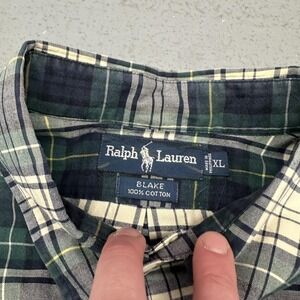 Ralph Lauren
XL
BLAKE
100% COTTON